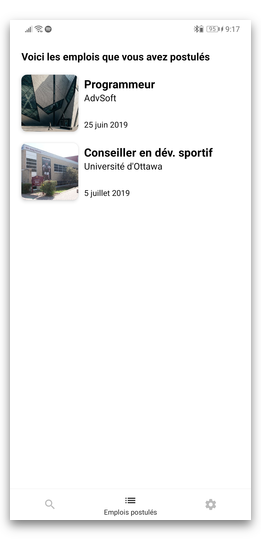 95 9:17
Voici les emplois que vous avez postulés
Programmeur
AdvSoft
25 juin 2019
Conseiller en dév. sportif
Université d'Ottawa
5 juillet 2019
Emplois postulés